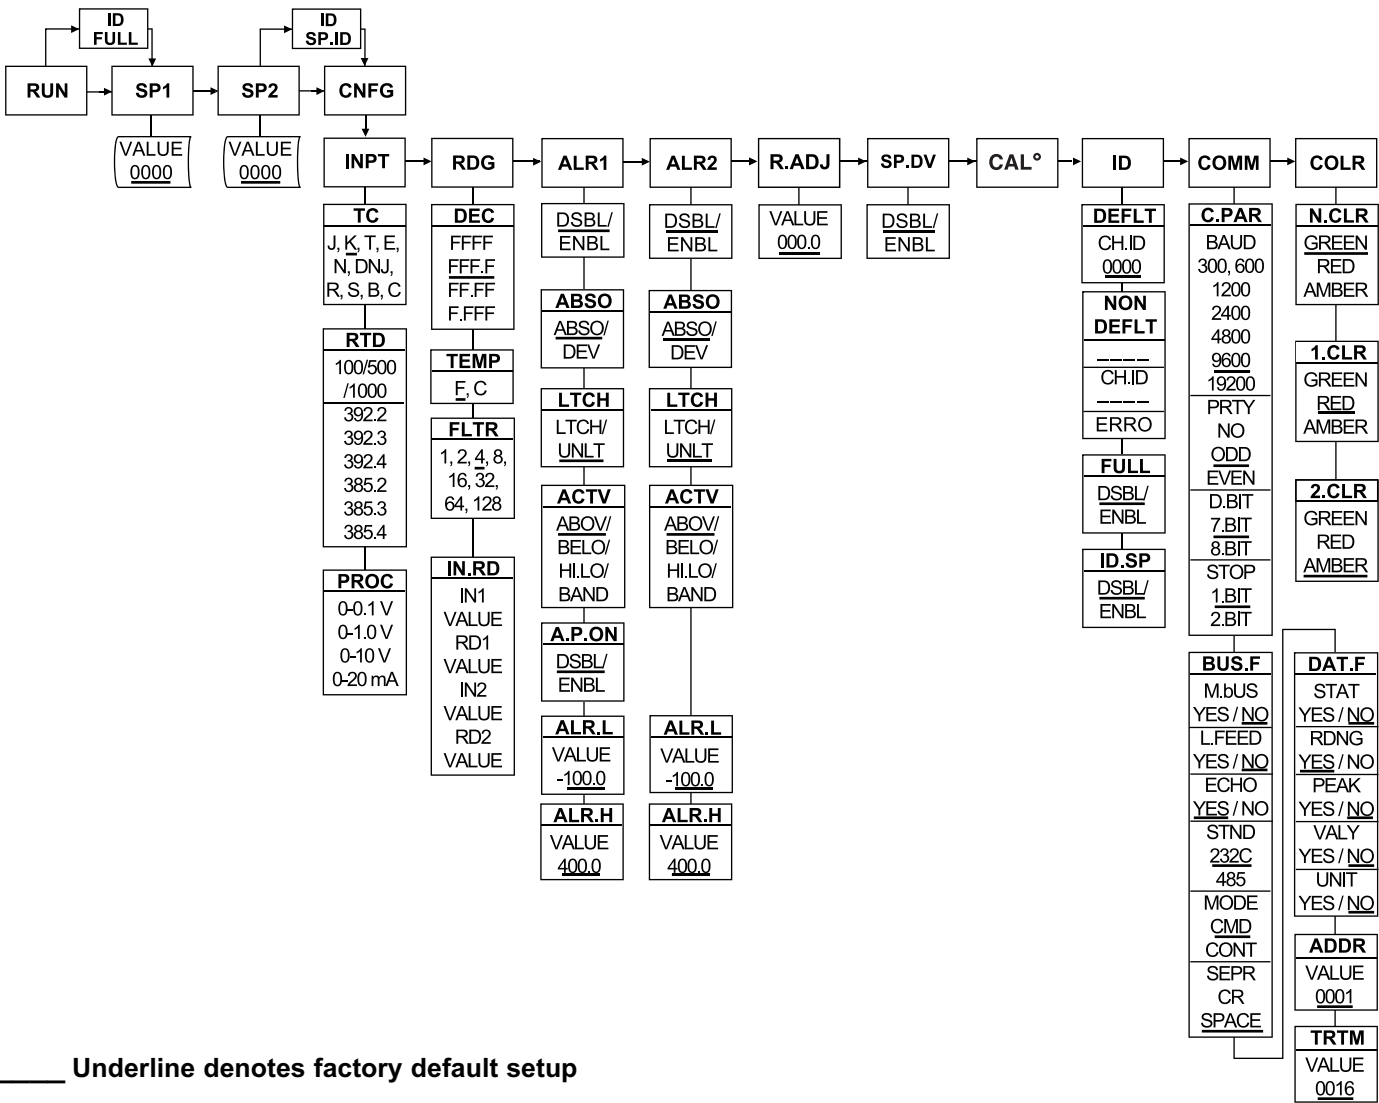 ID
FULL
ID
SP.ID
RUN
SP1
SP2
CNFG
VALUE
0000
VALUE
0000
INPT
RDG
ALR1
ALR2
R.ADJ
SP.DV
CAL°
ID
COMM
COLR
TC
J, K, T, E,
N, DNJ,
R, S, B, C
RTD
100/500
/1000
392.2
392.3
392.4
385.2
385.3
385.4
PROC
0-0.1 V
0-1.0 V
0-10 V
0-20 mA
DEC
FFFF
FFF.F
FF.FF
F.FFF
TEMP
F, C
FLTR
1, 2, 4, 8,
16, 32,
64, 128
IN.RD
IN1
VALUE
RD1
VALUE
IN2
VALUE
RD2
VALUE
DSBL/
ENBL
ABSO
ABSO/
DEV
LTCH
LTCH/
UNLT
ACTV
ABOV/
BELO/
HI.LO/
BAND
A.P.ON
DSBL/
ENBL
ALR.L
VALUE
-100.0
ALR.H
VALUE
400.0
DSBL/
ENBL
ABSO
ABSO/
DEV
LTCH
LTCH/
UNLT
ACTV
ABOV/
BELO/
HI.LO/
BAND
ALR.L
VALUE
-100.0
ALR.H
VALUE
400.0
VALUE
000.0
DSBL/
ENBL
DEFLT
CH.ID
0000
NON
DEFLT
_ _ _ _
CH.ID
_ _ _ _
ERRO
FULL
DSBL/
ENBL
ID.SP
DSBL/
ENBL
C.PAR
BAUD
300, 600
1200
2400
4800
9600
19200
PRTY
NO
ODD
EVEN
D.BIT
7.BIT
8.BIT
STOP
1.BIT
2.BIT
BUS.F
M.bUS
YES / NO
L.FEED
YES / NO
ECHO
YES / NO
STND
232C
485
MODE
CMD
CONT
SEPR
CR
SPACE
N.CLR
GREEN
RED
AMBER
1.CLR
GREEN
RED
AMBER
2.CLR
GREEN
RED
AMBER
DAT.F
STAT
YES / NO
RDNG
YES / NO
PEAK
YES / NO
VALY
YES / NO
UNIT
YES / NO
ADDR
VALUE
0001
TRTM
VALUE
0016
____ Underline denotes factory default setup